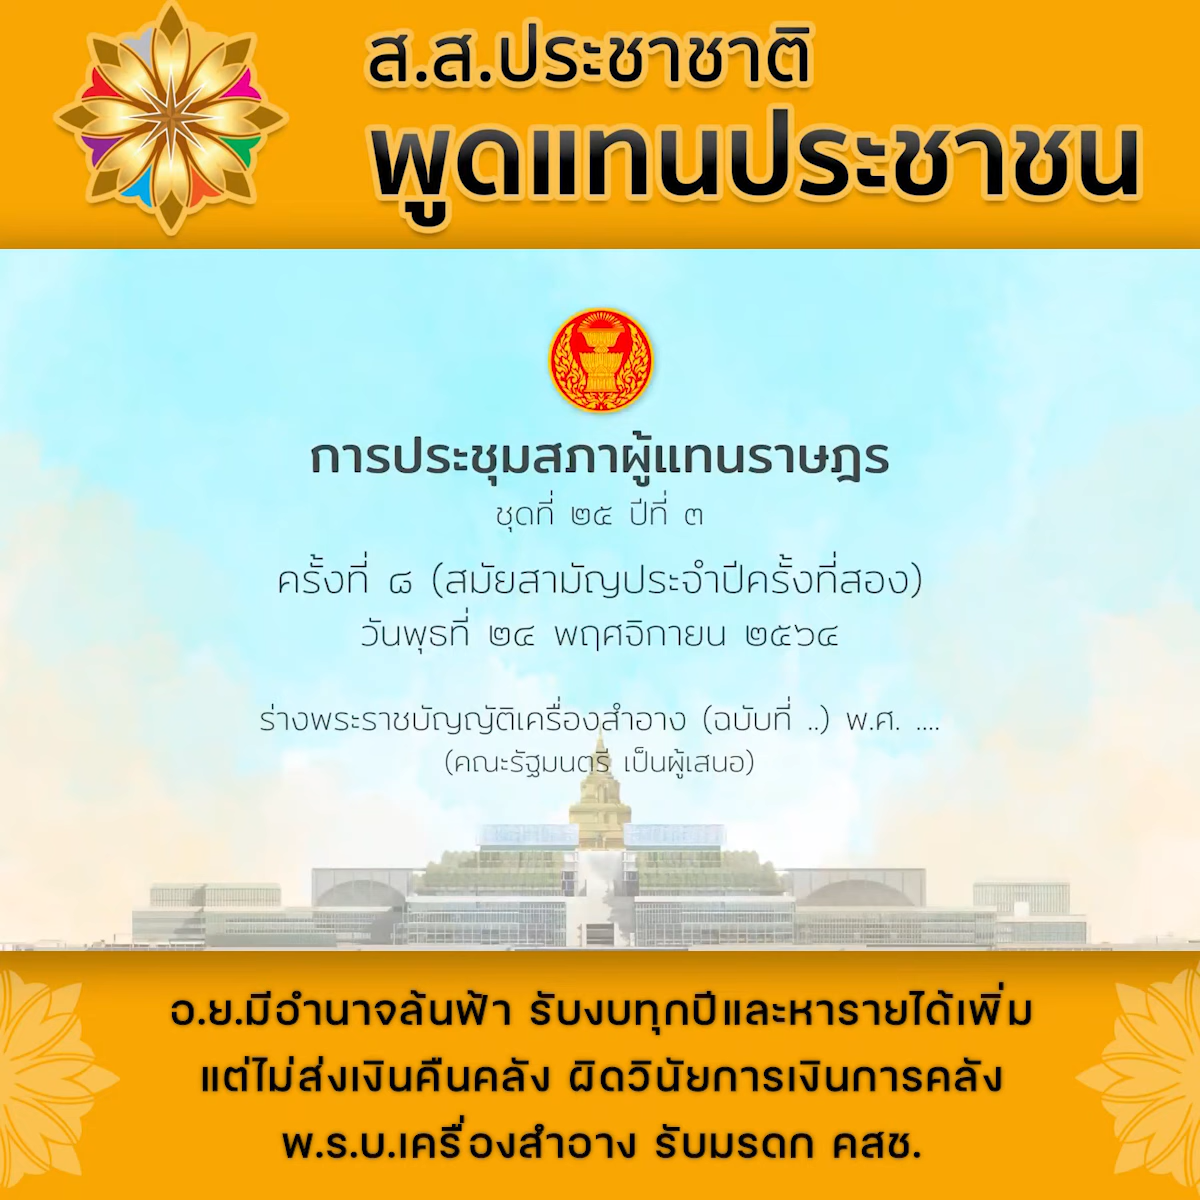 ส.ส.ประชาชาติ
พูดแทนประชาชน
การประชุมสภาผู้แทนราษฎร
ชุดที่ ๒๕ ปีที่ ๓
ครั้งที่ ๘ (สมัยสามัญประจำปีครั้งที่สอง)
วันพุธที่ ๒๔ พฤศจิกายน ๒๕๖๔
ร่างพระราชบัญญัติเครื่องสำอาง (ฉบับที่ ..) พ.ศ. ....
(คณะรัฐมนตรี เป็นผู้เสนอ)
อ.ย.มีอำนาจล้นฟ้า รับงบทุกปีและหารายได้เพิ่ม
แต่ไม่ส่งเงินคืนคลัง ผิดวินัยการเงินการคลัง
พ.ร.บ.เครื่องสำอาง รับมรดก คสช.